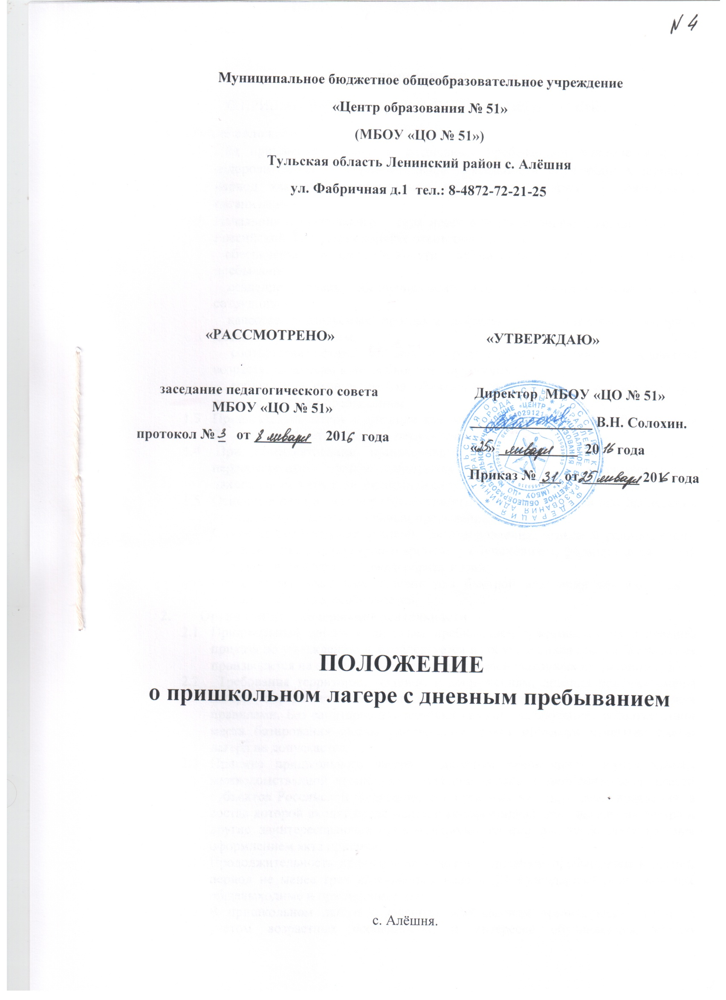 N 4
Муниципальное бюджетное общеобразовательное учреждение
«Центр образования № 51»
(МБОУ «ЦО № 51»)
Тульская область Ленинский район с. Алёшня
ул. Фабричная д.1 тел.: 8-4872-72-21-25
«РАССМОТРЕНО»
заседание педагогического совета
МБОУ «ЦО № 51»
протокол № 3 от 8 января 2016 года
«УТВЕРЖДАЮ»
Директор МБОУ «ЦО № 51»
В.Н. Солохин.
«25» января 2016 года
Приказ № 31 от 25 января 2016 года
ПОЛОЖЕНИЕ
о пришкольном лагере с дневным пребыванием
с. Алёшня.